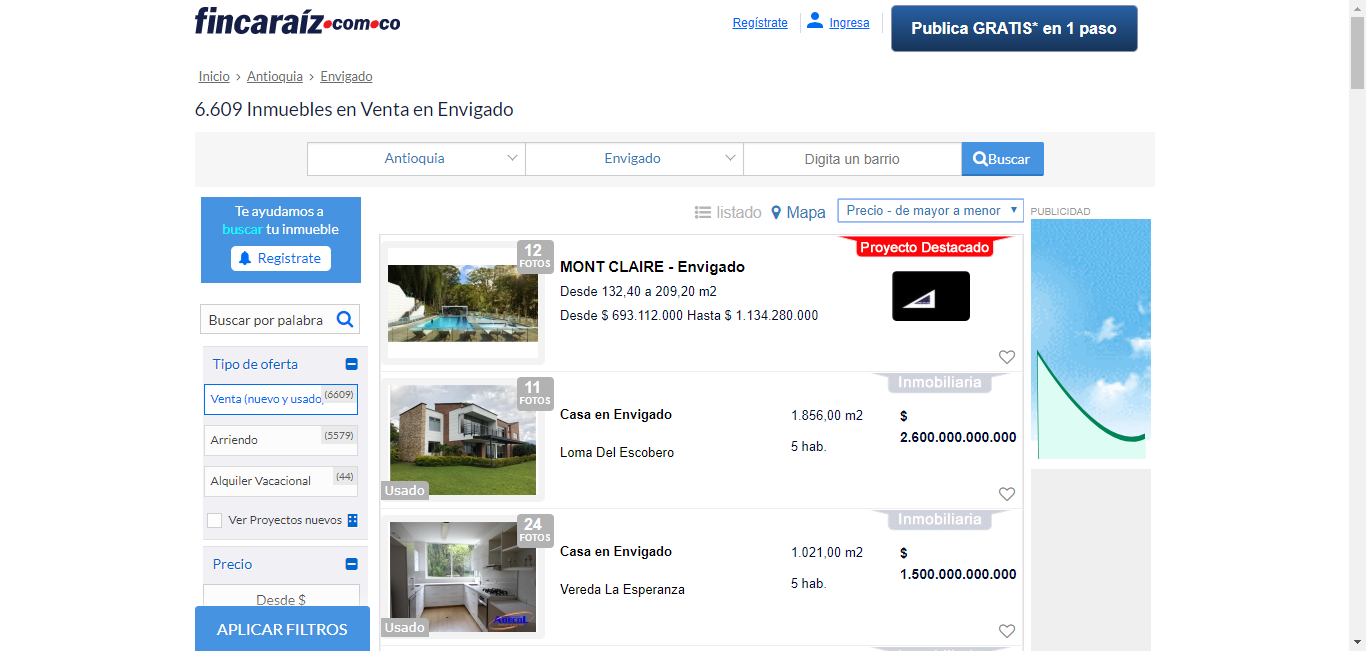 fincaraíz.com.co
Regístrate
Ingresa
Publica GRATIS* en 1 paso
Inicio › Antioquia › Envigado
6.609 Inmuebles en Venta en Envigado
Antioquia
Envigado
Digita un barrio
Buscar
Te ayudamos a
buscar tu inmueble
Registrate
Buscar por palabra
Tipo de oferta
Venta (nuevo y usado)
(6609)
Arriendo
(5579)
Alquiler Vacacional
(44)
Ver Proyectos nuevos
Precio
Desde $
APLICAR FILTROS
listado
Mapa
Precio - de mayor a menor
PUBLICIDAD
12
FOTOS
MONT CLAIRE - Envigado
Desde 132,40 a 209,20 m2
Desde $ 693.112.000 Hasta $ 1.134.280.000
Proyecto Destacado
11
FOTOS
Usado
Casa en Envigado
Loma Del Escobero
1.856,00 m2
5 hab.
Inmobiliaria
$
2.600.000.000.000
24
FOTOS
Usado
Casa en Envigado
Vereda La Esperanza
1.021,00 m2
5 hab.
Inmobiliaria
$
1.500.000.000.000